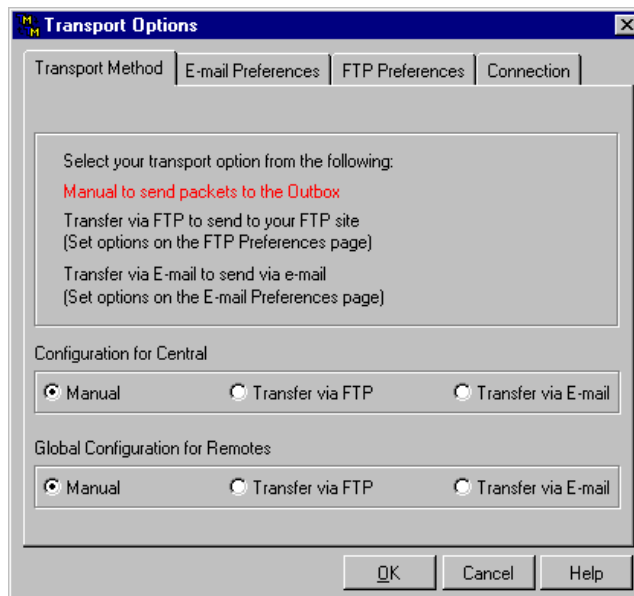 MM Transport Options
Transport Method E-mail Preferences FTP Preferences Connection
Select your transport option from the following:
Manual to send packets to the Outbox
Transfer via FTP to send to your FTP site
(Set options on the FTP Preferences page)
Transfer via E-mail to send via e-mail
(Set options on the E-mail Preferences page)
Configuration for Central
Manual Transfer via FTP Transfer via E-mail
Global Configuration for Remotes
Manual Transfer via FTP Transfer via E-mail
OK Cancel Help